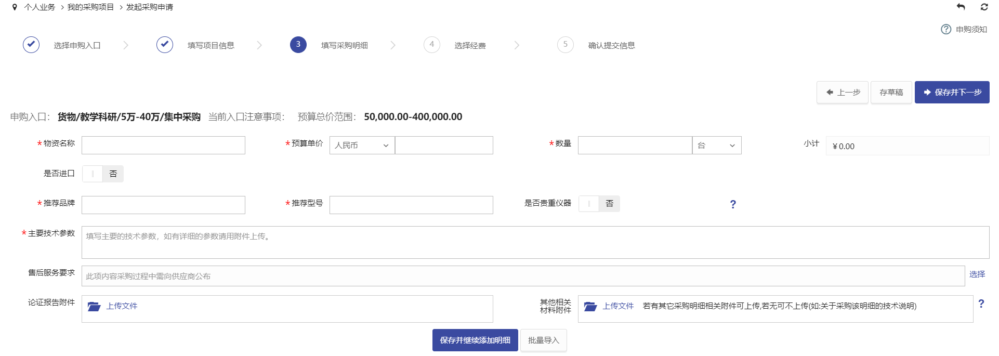 个人业务 > 我的采购项目 > 发起采购申请
? 申购须知
选择申购入口 填写项目信息 3 填写采购明细 4 选择经费 5 确认提交信息
上一步 存草稿 保存并下一步
申购入口： 货物/教学科研/5万-40万/集中采购 当前入口注意事项： 预算总价范围： 50,000.00-400,000.00
*物资名称 *预算单价 人民币 *数量 台 小计 ¥0.00
是否进口 否
*推荐品牌 *推荐型号 是否贵重仪器 否 ?
*主要技术参数 填写主要的技术参数，如有详细的参数请用附件上传。
售后服务要求 此项内容采购过程中需向供应商公布 选择
论证报告附件 上传文件 其他相关
材料附件 上传文件 若有其它采购明细相关附件可上传,若无可不上传(如:关于采购该明细的技术说明) ?
保存并继续添加明细 批量导入